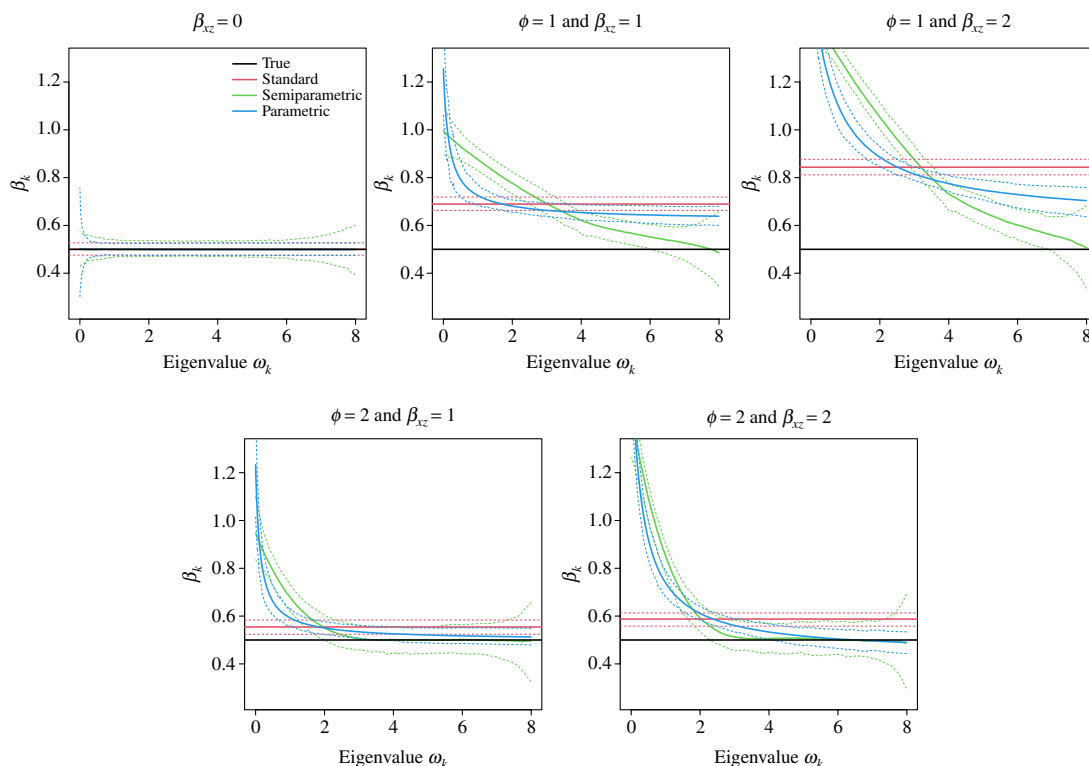 β_xz = 0
ϕ = 1 and β_xz = 1
ϕ = 1 and β_xz = 2
β_k
1.2
1.0
0.8
0.6
0.4
True
Standard
Semiparametric
Parametric
0 2 4 6 8
Eigenvalue ω_k
β_k
1.2
1.0
0.8
0.6
0.4
0 2 4 6 8
Eigenvalue ω_k
β_k
1.2
1.0
0.8
0.6
0.4
0 2 4 6 8
Eigenvalue ω_k
ϕ = 2 and β_xz = 1
ϕ = 2 and β_xz = 2
β_k
1.2
1.0
0.8
0.6
0.4
0 2 4 6 8
Eigenvalue ω_k
β_k
1.2
1.0
0.8
0.6
0.4
0 2 4 6 8
Eigenvalue ω_k